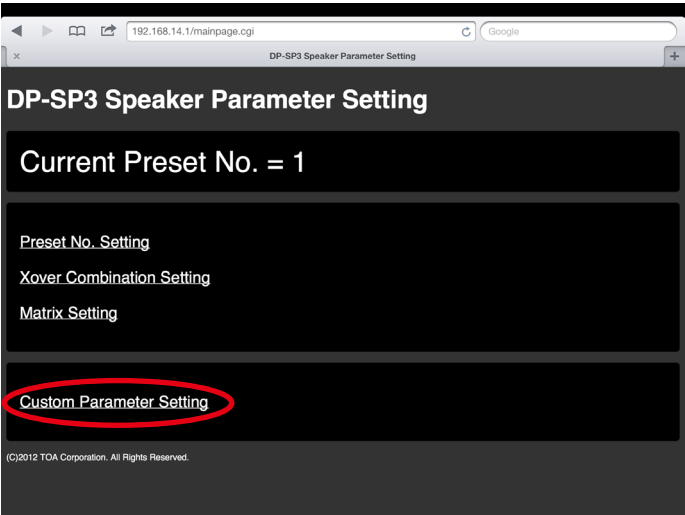 192.168.14.1/mainpage.cgi
Google
DP-SP3 Speaker Parameter Setting
DP-SP3 Speaker Parameter Setting
Current Preset No. = 1
Preset No. Setting
Xover Combination Setting
Matrix Setting
Custom Parameter Setting
(C)2012 TOA Corporation. All Rights Reserved.